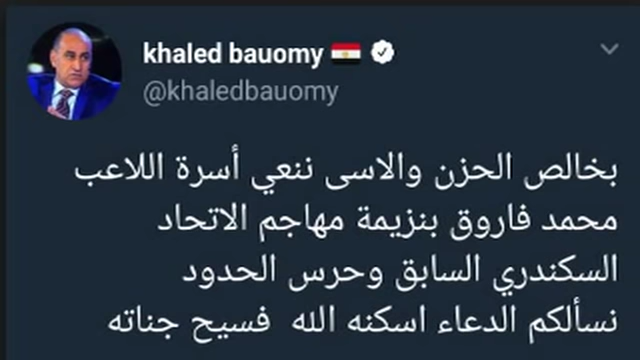 khaled bauomy 🇪🇬
@khaledbauomy
بخالص الحزن والاسى ننعي أسرة اللاعب
محمد فاروق بنزيمة مهاجم الاتحاد
السكندري السابق وحرس الحدود
نسألكم الدعاء اسكنه الله فسيح جناته